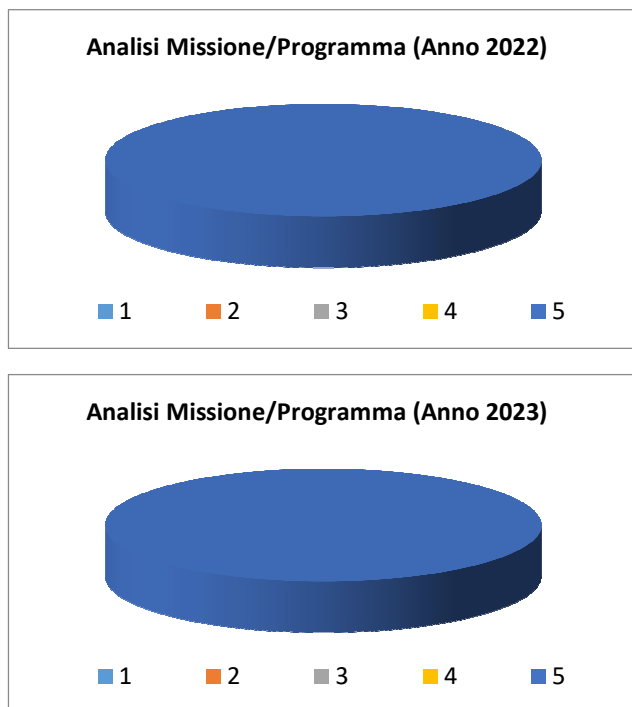 Analisi Missione/Programma (Anno 2022)
1 2 3 4 5
Analisi Missione/Programma (Anno 2023)
1 2 3 4 5